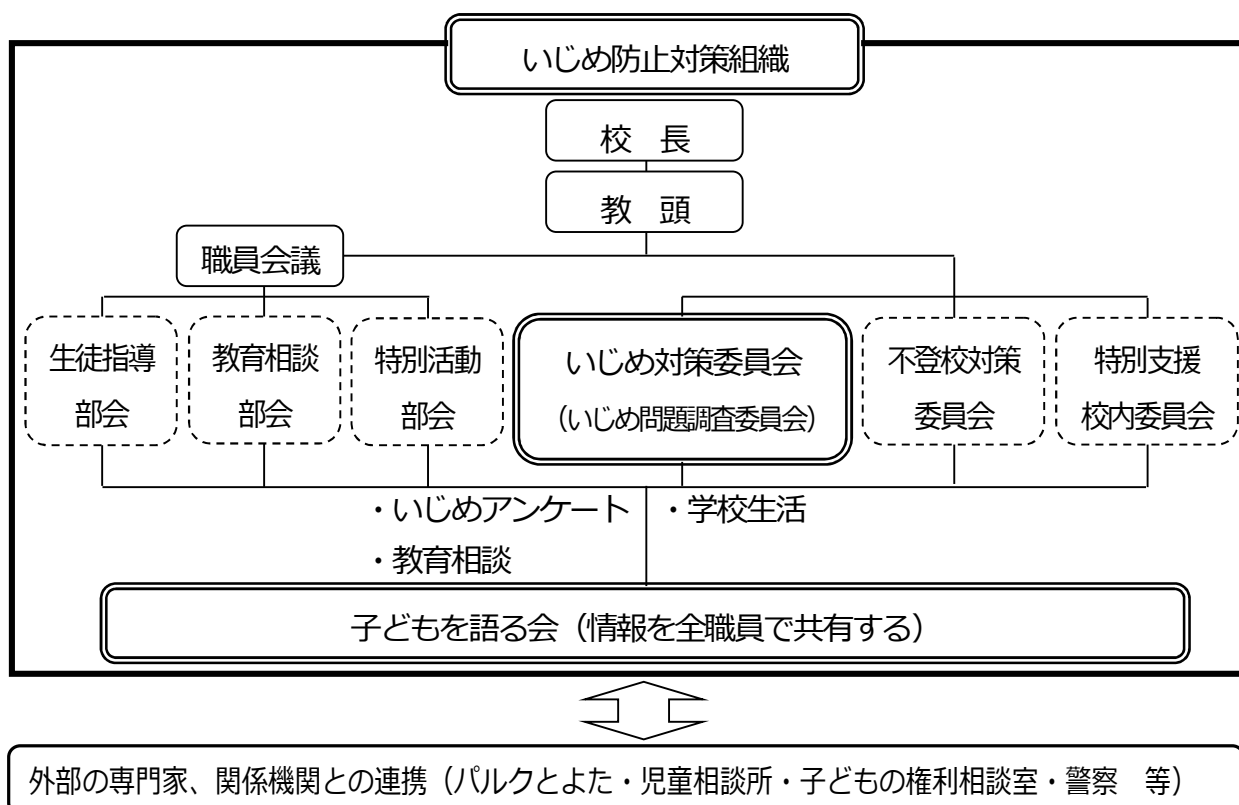 いじめ防止対策組織
校　長
教　頭
職員会議
生徒指導
部会
教育相談
部会
特別活動
部会
いじめ対策委員会
（いじめ問題調査委員会）
不登校対策
委員会
特別支援
校内委員会
・いじめアンケート　・学校生活
・教育相談
子どもを語る会（情報を全職員で共有する）
外部の専門家、関係機関との連携（パルクとよた・児童相談所・子どもの権利相談室・警察　等）